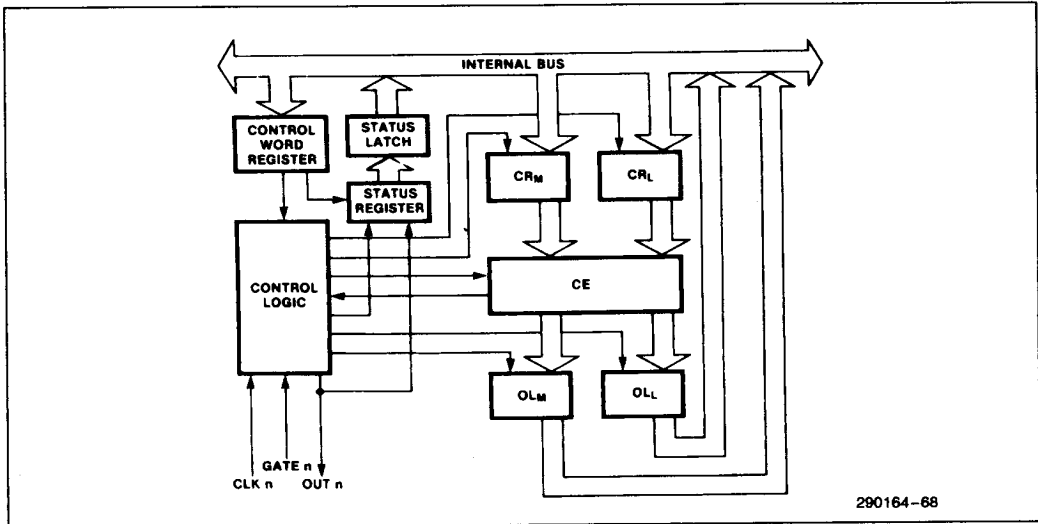 INTERNAL BUS
CONTROL
WORD
REGISTER
STATUS
LATCH
STATUS
REGISTER
CRM
CRL
CONTROL
LOGIC
CE
OLM
OLL
GATE n
CLK n
OUT n
290164-68